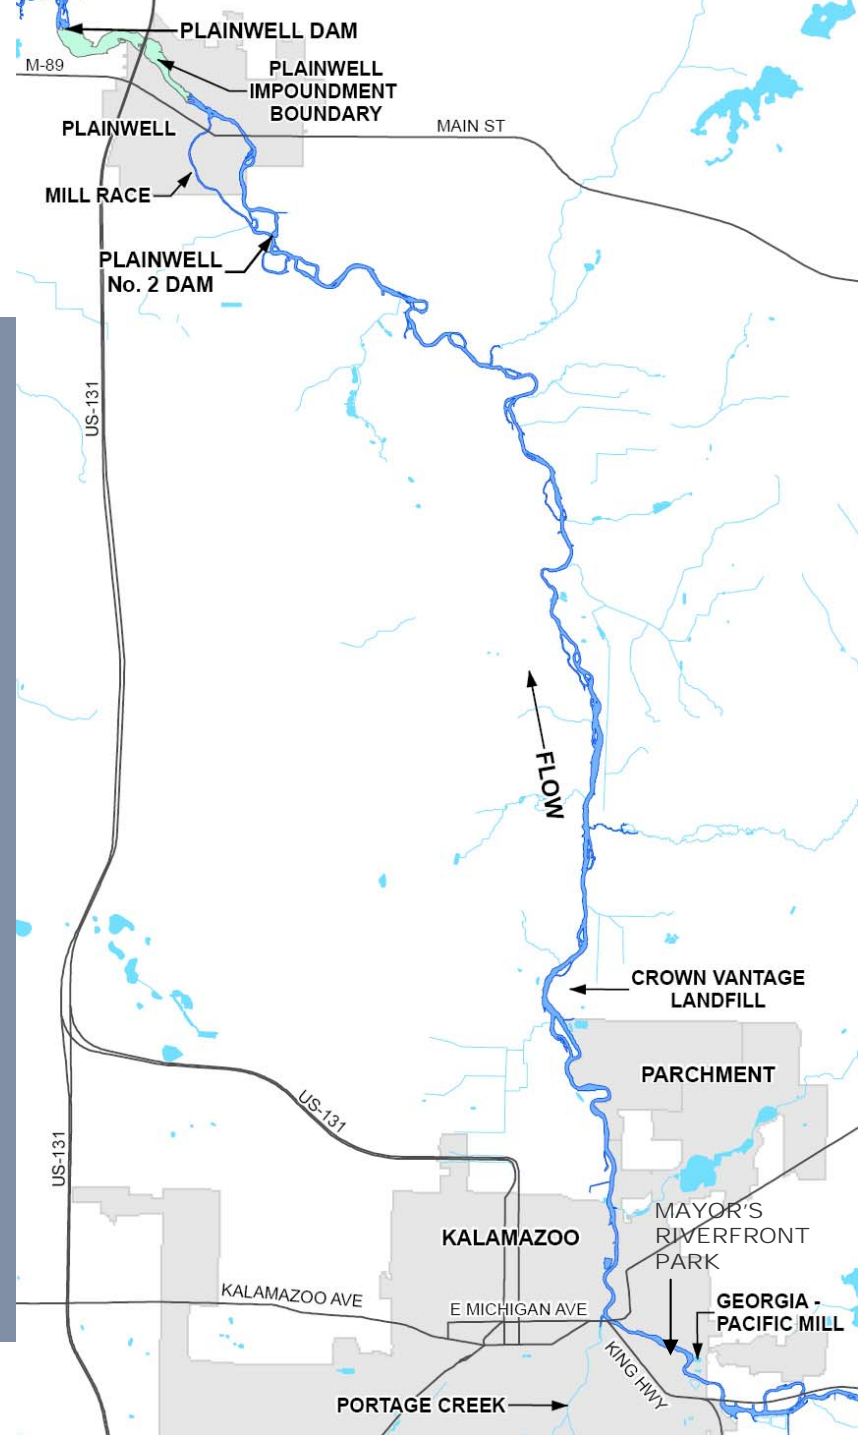 PLAINWELL DAM
M-89
PLAINWELL
IMPOUNDMENT
BOUNDARY
PLAINWELL
MAIN ST
MILL RACE
PLAINWELL
No. 2 DAM
US-131
FLOW
CROWN VANTAGE
LANDFILL
PARCHMENT
US-131
US-131
MAYOR'S
RIVERFRONT
PARK
KALAMAZOO
KALAMAZOO AVE
E MICHIGAN AVE
GEORGIA -
PACIFIC MILL
KING HWY
PORTAGE CREEK